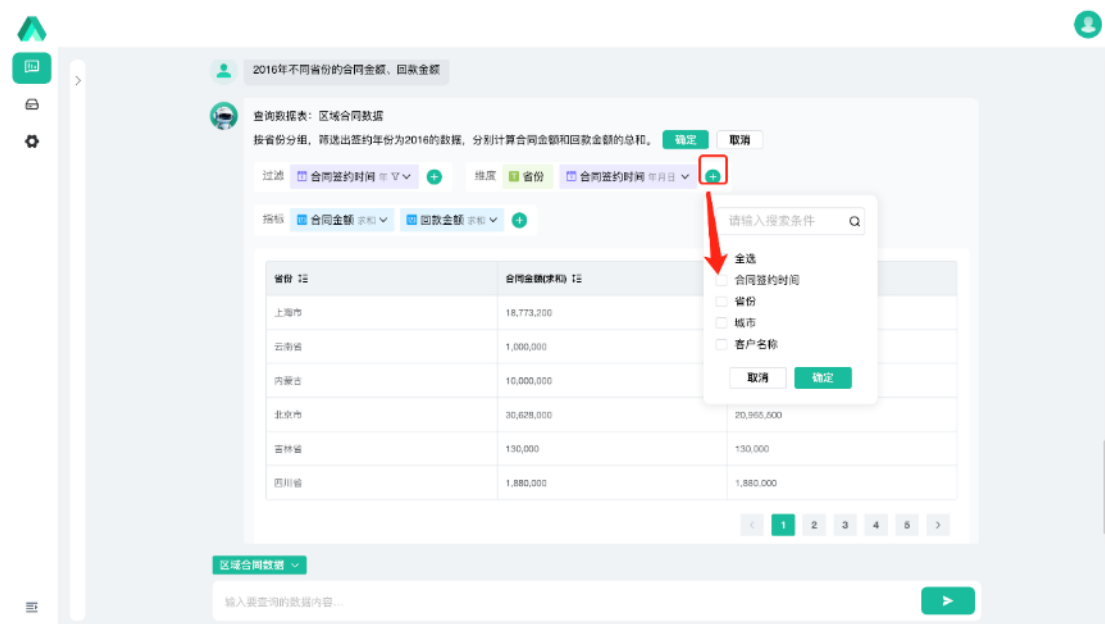 2016年不同省份的合同金额、回款金额
查询数据表：区域合同数据
按省份分组，筛选出签约年份为2016的数据，分别计算合同金额和回款金额的总和。 确定 取消
过滤 合同签约时间 年 维度 省份 合同签约时间 年月日
指标 合同金额 求和 回款金额 求和
请输入搜索条件
全选
合同签约时间
省份
城市
客户名称
取消 确定
省份 合同金额(求和)
上海市 18,773,200
云南省 1,000,000
内蒙古 10,000,000
北京市 30,628,000 20,965,500
吉林省 130,000 130,000
四川省 1,880,000 1,880,000
1 2 3 4 5
区域合同数据
输入要查询的数据内容...